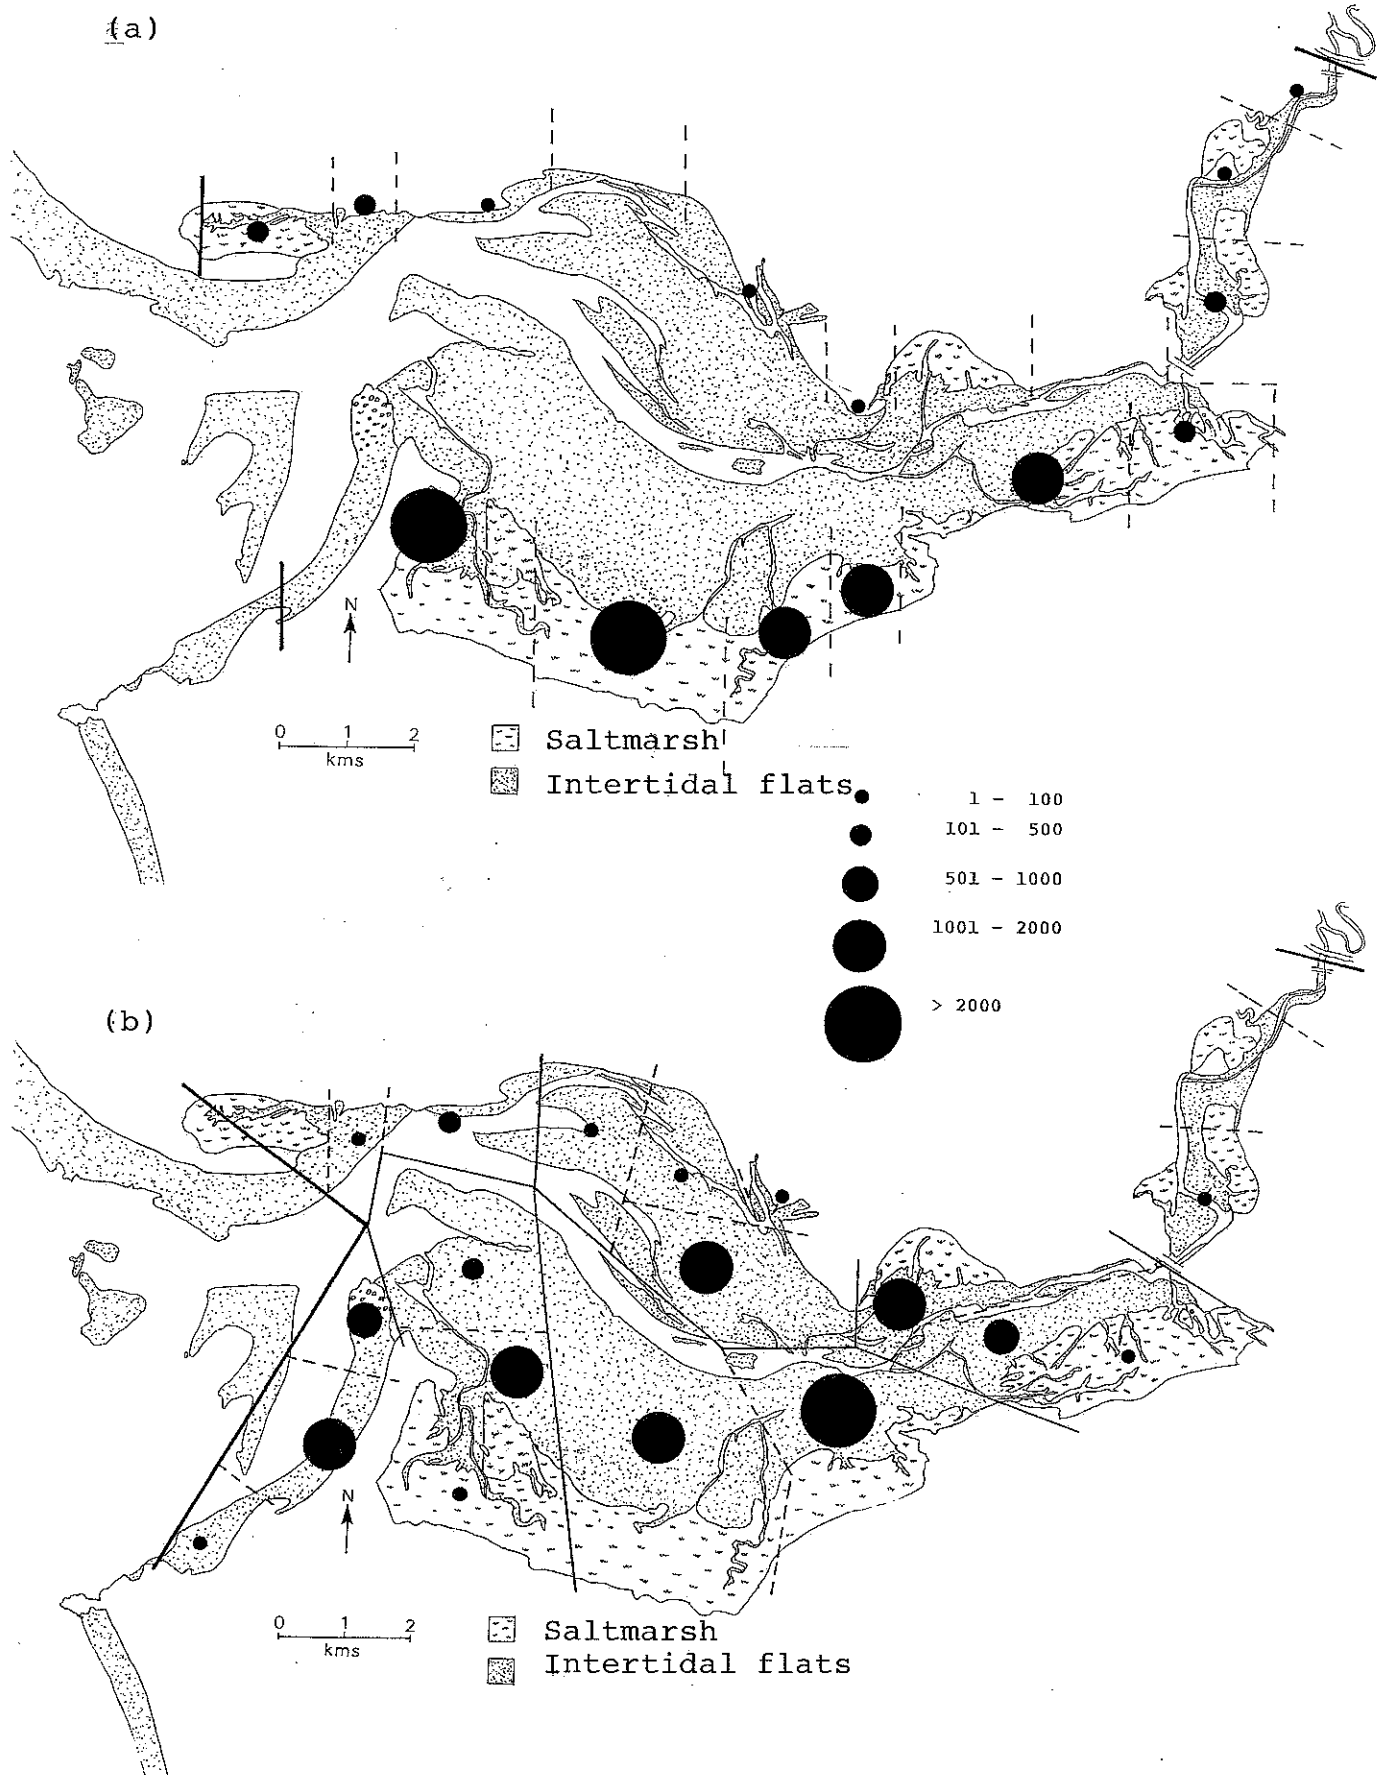 (a)
N
0 1 2
kms
Saltmarsh
Intertidal flats
1 - 100
101 - 500
501 - 1000
1001 - 2000
> 2000
(b)
N
0 1 2
kms
Saltmarsh
Intertidal flats